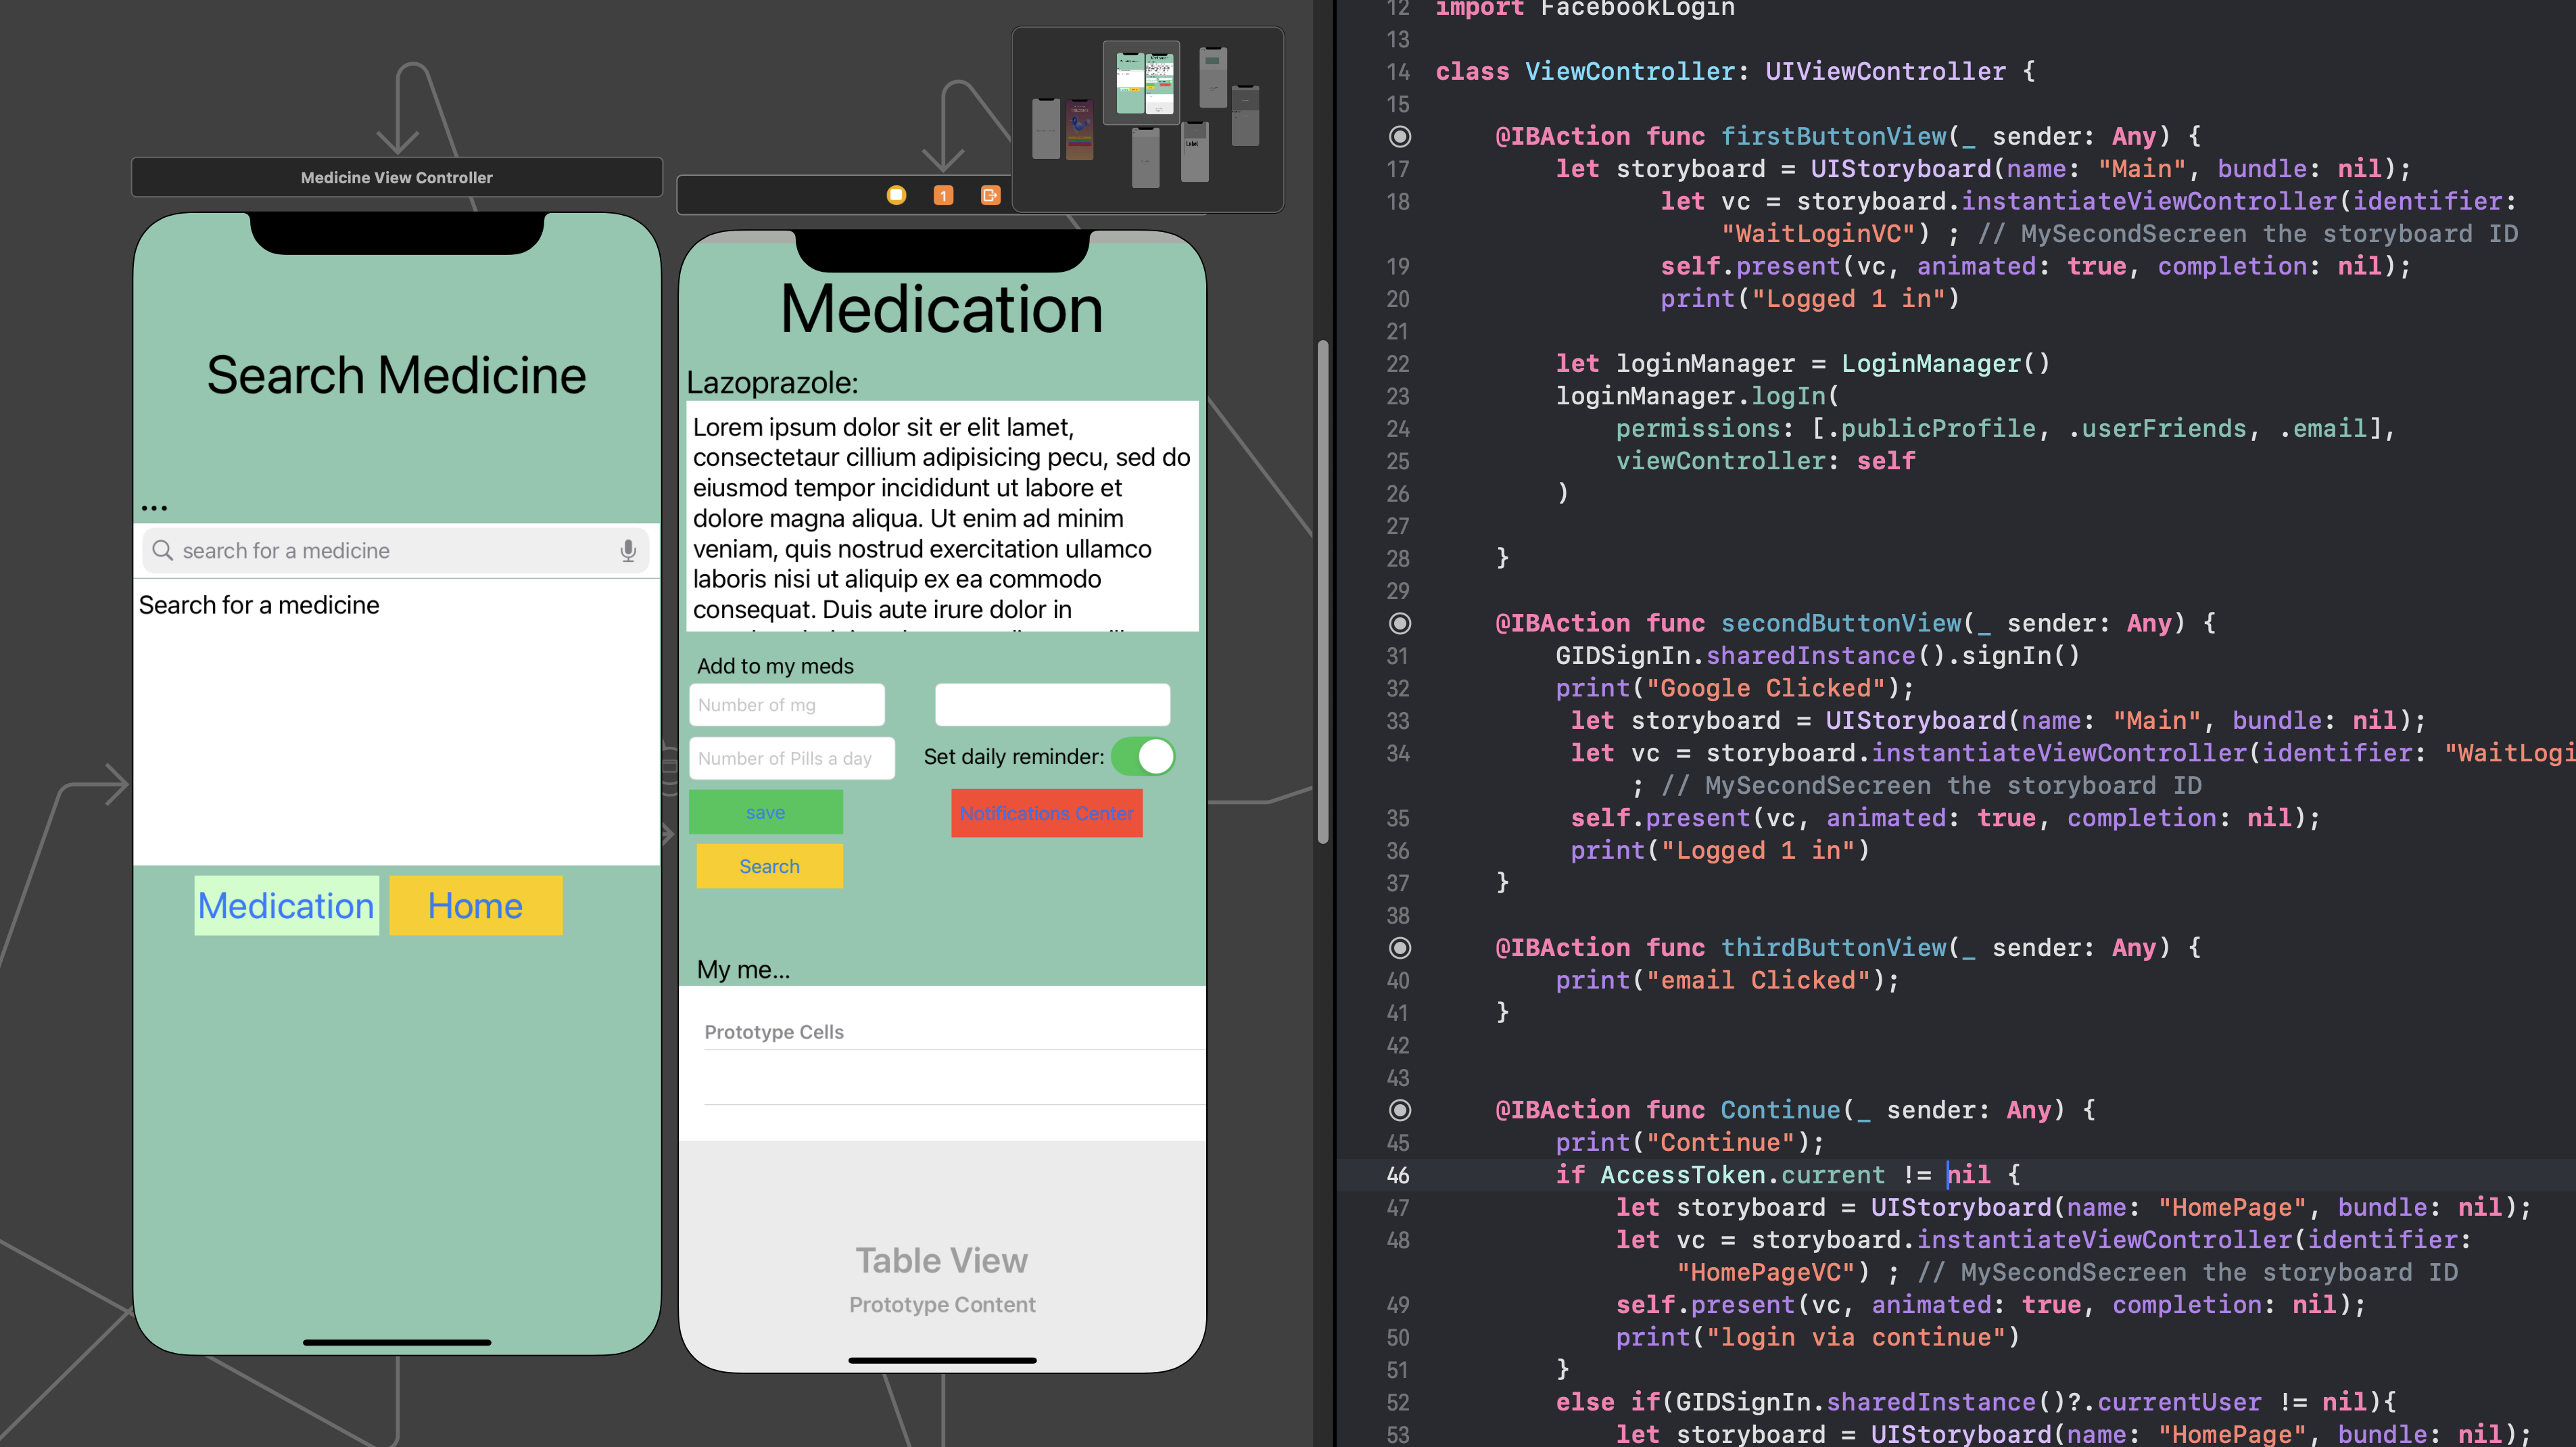 Medicine View Controller
Search Medicine
...
search for a medicine
Search for a medicine
Medication
Home
1
Medication
Lazoprazole:
Lorem ipsum dolor sit er elit lamet,
consectetaur cillium adipisicing pecu, sed do
eiusmod tempor incididunt ut labore et
dolore magna aliqua. Ut enim ad minim
veniam, quis nostrud exercitation ullamco
laboris nisi ut aliquip ex ea commodo
consequat. Duis aute irure dolor in
Add to my meds
Number of mg
Number of Pills a day
Set daily reminder:
save
Notifications Center
Search
My me...
Prototype Cells
Table View
Prototype Content
12 import FacebookLogin
13
14 class ViewController: UIViewController {
15
@IBAction func firstButtonView(_ sender: Any) {
17 let storyboard = UIStoryboard(name: "Main", bundle: nil);
18 let vc = storyboard.instantiateViewController(identifier:
"WaitLoginVC") ; // MySecondSecreen the storyboard ID
19 self.present(vc, animated: true, completion: nil);
20 print("Logged 1 in")
21
22 let loginManager = LoginManager()
23 loginManager.logIn(
24 permissions: [.publicProfile, .userFriends, .email],
25 viewController: self
26 )
27
28 }
29
@IBAction func secondButtonView(_ sender: Any) {
31 GIDSignIn.sharedInstance().signIn()
32 print("Google Clicked");
33 let storyboard = UIStoryboard(name: "Main", bundle: nil);
34 let vc = storyboard.instantiateViewController(identifier: "WaitLogi
; // MySecondSecreen the storyboard ID
35 self.present(vc, animated: true, completion: nil);
36 print("Logged 1 in")
37 }
38
@IBAction func thirdButtonView(_ sender: Any) {
40 print("email Clicked");
41 }
42
43
@IBAction func Continue(_ sender: Any) {
45 print("Continue");
46 if AccessToken.current != nil {
47 let storyboard = UIStoryboard(name: "HomePage", bundle: nil);
48 let vc = storyboard.instantiateViewController(identifier:
"HomePageVC") ; // MySecondSecreen the storyboard ID
49 self.present(vc, animated: true, completion: nil);
50 print("login via continue")
51 }
52 else if(GIDSignIn.sharedInstance()?.currentUser != nil){
53 let storyboard = UIStoryboard(name: "HomePage", bundle: nil);